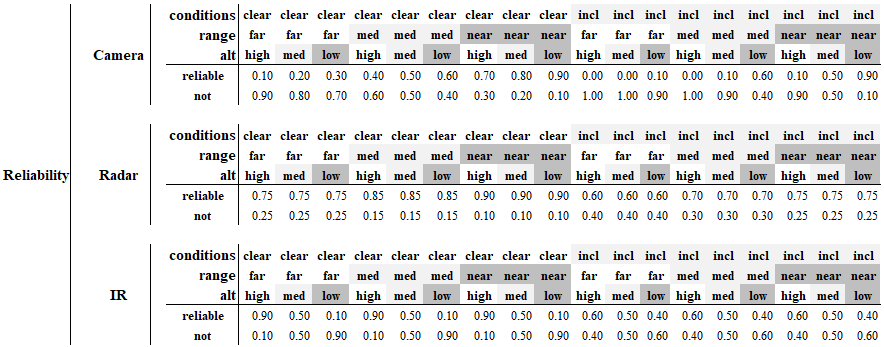 conditions clear clear clear clear clear clear clear clear clear incl incl incl incl incl incl incl incl incl
range far far far med med med near near near far far far med med med near near near
Camera alt high med low high med low high med low high med low high med low high med low
reliable 0.10 0.20 0.30 0.40 0.50 0.60 0.70 0.80 0.90 0.00 0.00 0.10 0.00 0.10 0.60 0.10 0.50 0.90
not 0.90 0.80 0.70 0.60 0.50 0.40 0.30 0.20 0.10 1.00 1.00 0.90 1.00 0.90 0.40 0.90 0.50 0.10
conditions clear clear clear clear clear clear clear clear clear incl incl incl incl incl incl incl incl incl
range far far far med med med near near near far far far med med med near near near
Reliability Radar alt high med low high med low high med low high med low high med low high med low
reliable 0.75 0.75 0.75 0.85 0.85 0.85 0.90 0.90 0.90 0.60 0.60 0.60 0.70 0.70 0.70 0.75 0.75 0.75
not 0.25 0.25 0.25 0.15 0.15 0.15 0.10 0.10 0.10 0.40 0.40 0.40 0.30 0.30 0.30 0.25 0.25 0.25
conditions clear clear clear clear clear clear clear clear clear incl incl incl incl incl incl incl incl incl
range far far far med med med near near near far far far med med med near near near
IR alt high med low high med low high med low high med low high med low high med low
reliable 0.90 0.50 0.10 0.90 0.50 0.10 0.90 0.50 0.10 0.60 0.50 0.40 0.60 0.50 0.40 0.60 0.50 0.40
not 0.10 0.50 0.90 0.10 0.50 0.90 0.10 0.50 0.90 0.40 0.50 0.60 0.40 0.50 0.60 0.40 0.50 0.60